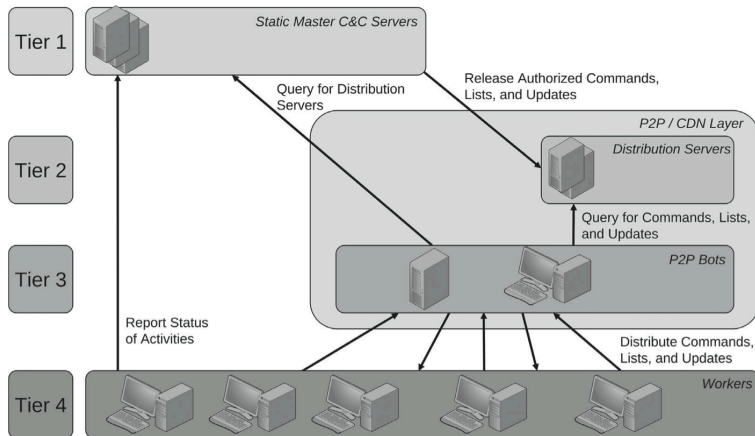 Tier 1
Static Master C&C Servers
Query for Distribution
Servers
Release Authorized Commands,
Lists, and Updates
P2P / CDN Layer
Tier 2
Distribution Servers
Query for Commands, Lists,
and Updates
Tier 3
P2P Bots
Report Status
of Activities
Distribute Commands,
Lists, and Updates
Tier 4
Workers